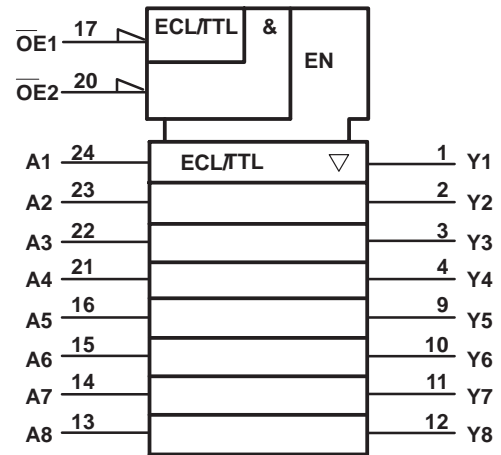 17 ECL/TTL &
OE1
EN
20
OE2
A1 24 ECL/TTL ▽ 1 Y1
A2 23 2 Y2
A3 22 3 Y3
A4 21 4 Y4
A5 16 9 Y5
A6 15 10 Y6
A7 14 11 Y7
A8 13 12 Y8